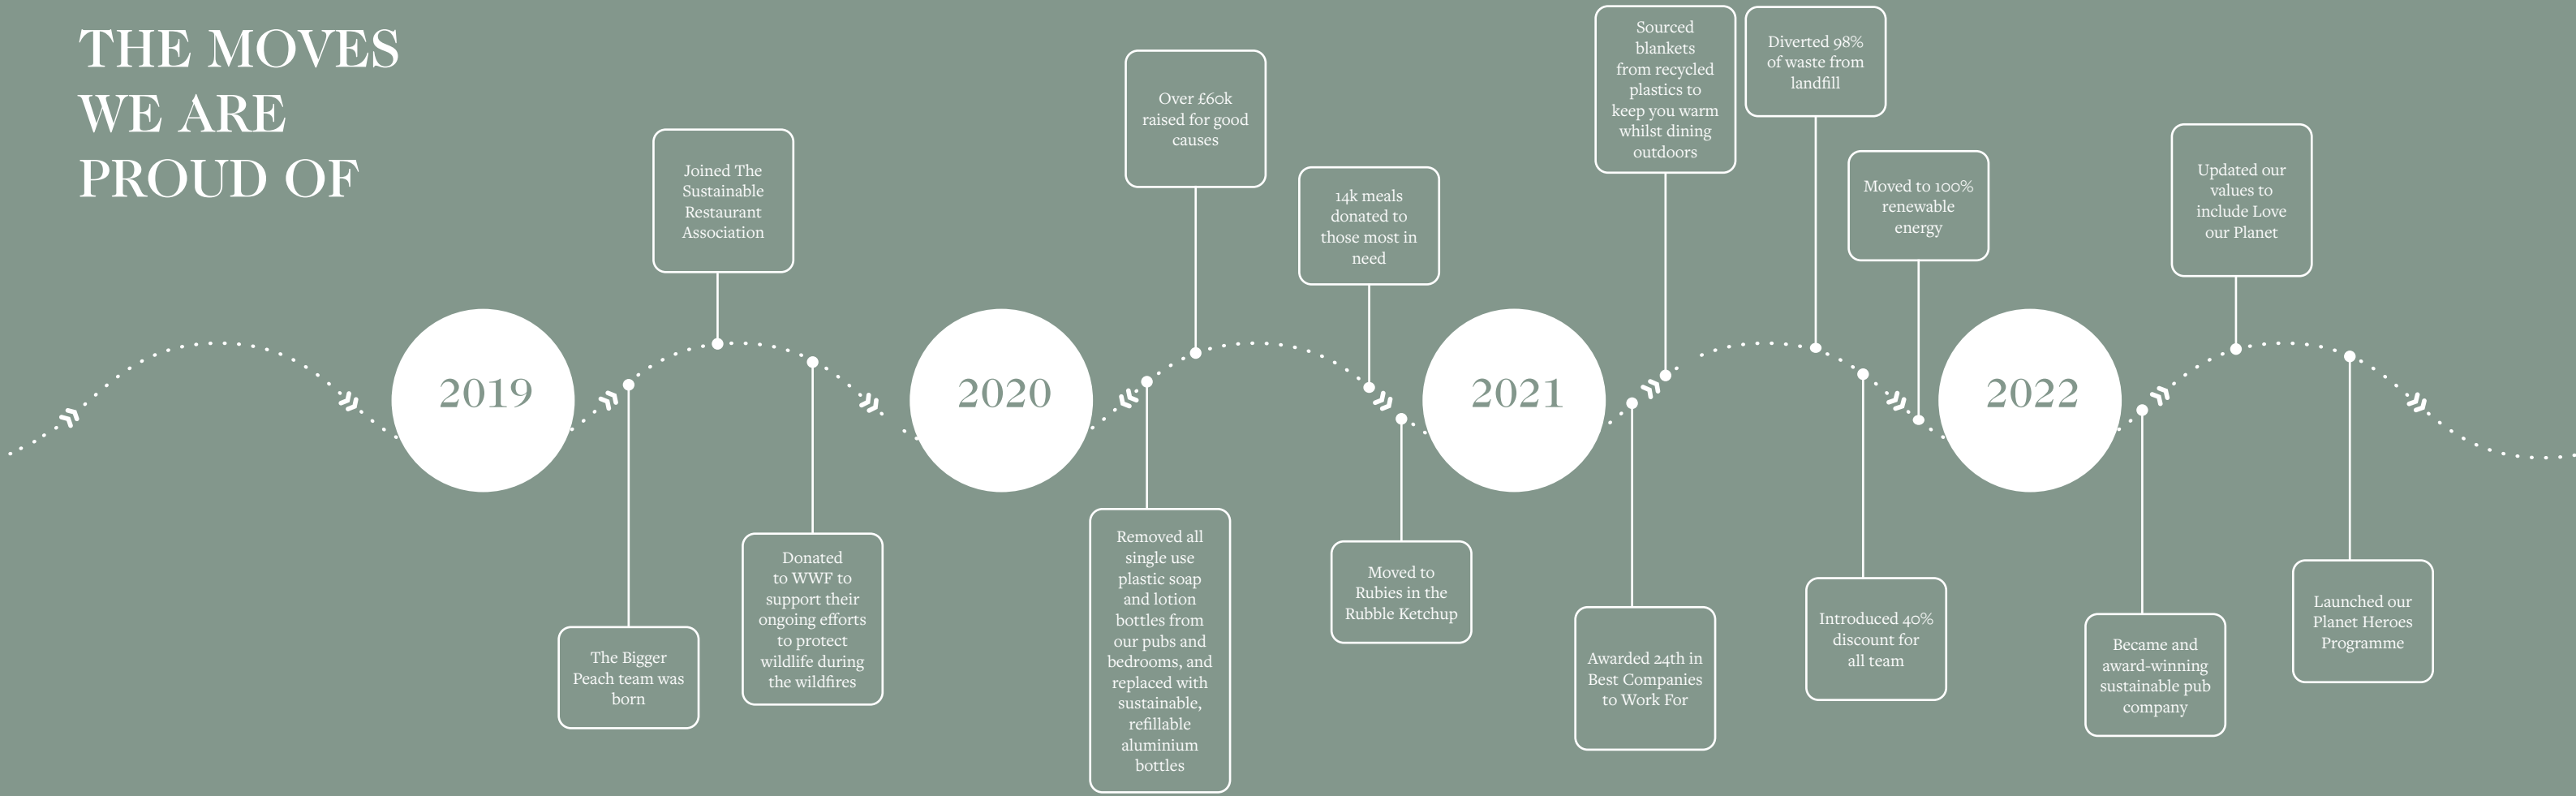 THE MOVES
WE ARE
PROUD OF
2019
The Bigger
Peach team was
born
Joined The
Sustainable
Restaurant
Association
Donated
to WWF to
support their
ongoing efforts
to protect
wildlife during
the wildfires
2020
Removed all
single use
plastic soap
and lotion
bottles from
our pubs and
bedrooms, and
replaced with
sustainable,
refillable
aluminium
bottles
Over £60k
raised for good
causes
14k meals
donated to
those most in
need
Moved to
Rubies in the
Rubble Ketchup
2021
Awarded 24th in
Best Companies
to Work For
Sourced
blankets
from recycled
plastics to
keep you warm
whilst dining
outdoors
Diverted 98%
of waste from
landfill
Introduced 40%
discount for
all team
Moved to 100%
renewable
energy
2022
Became and
award-winning
sustainable pub
company
Updated our
values to
include Love
our Planet
Launched our
Planet Heroes
Programme